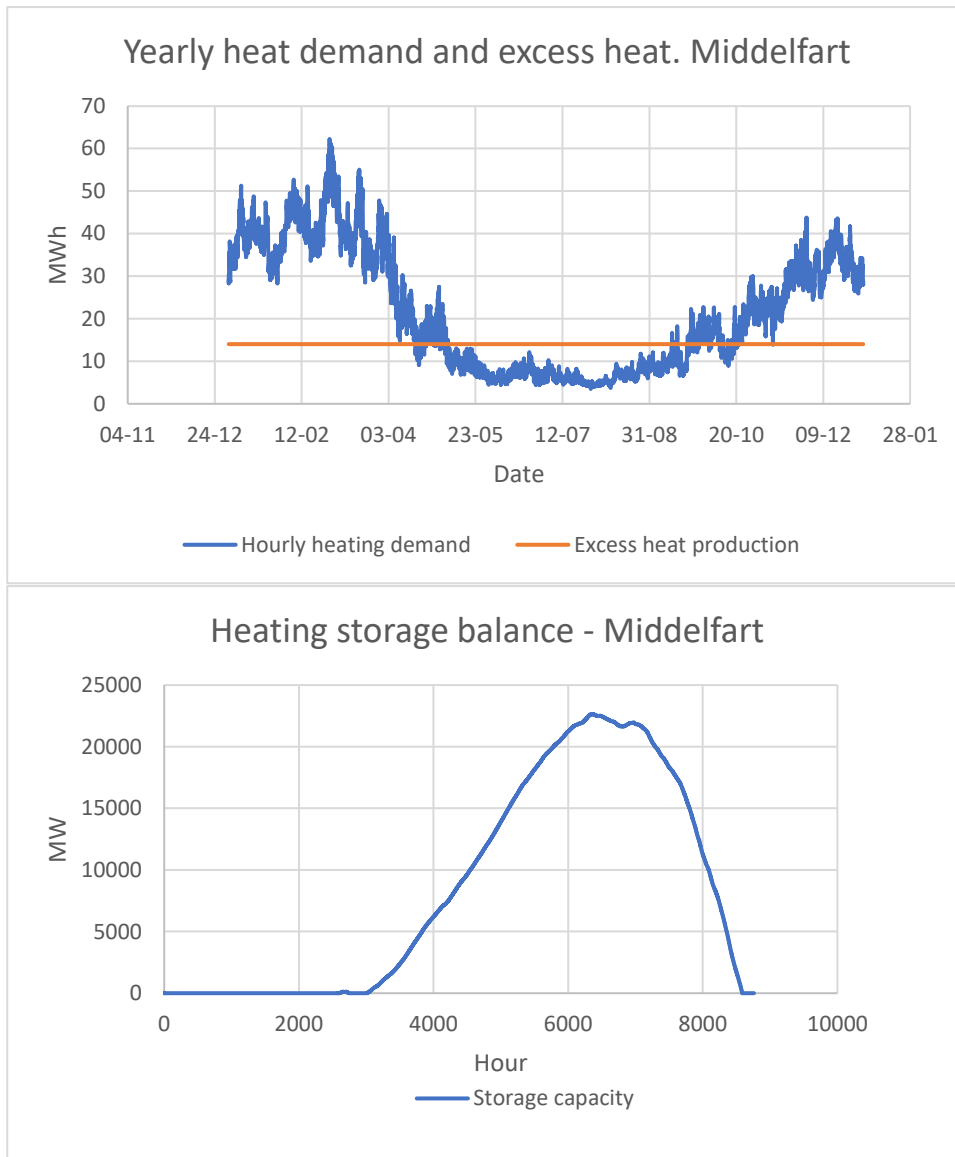 Yearly heat demand and excess heat. Middelfart
70
60
50
40
30
20
10
0
MWh
04-11 24-12 12-02 03-04 23-05 12-07 31-08 20-10 09-12 28-01
Date
Hourly heating demand Excess heat production
Heating storage balance - Middelfart
25000
20000
15000
10000
5000
0
MW
0 2000 4000 6000 8000 10000
Hour
Storage capacity